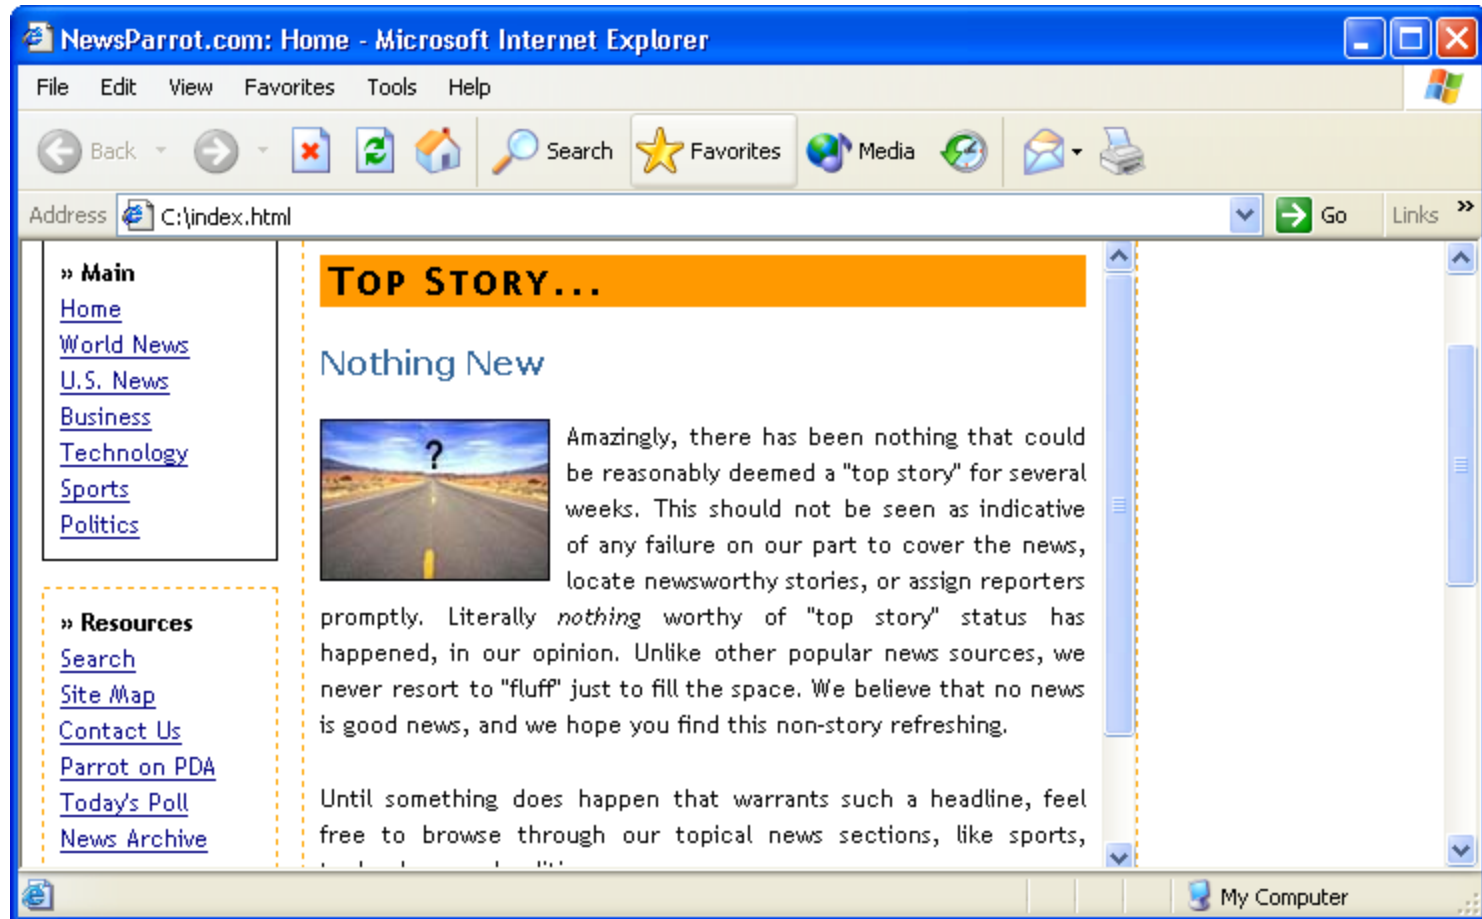 NewsParrot.com: Home - Microsoft Internet Explorer
File Edit View Favorites Tools Help
Back Search Favorites Media
Address C:\index.html Go Links »
» Main
Home
World News
U.S. News
Business
Technology
Sports
Politics
» Resources
Search
Site Map
Contact Us
Parrot on PDA
Today's Poll
News Archive
TOP STORY...
Nothing New
?
Amazingly, there has been nothing that could
be reasonably deemed a "top story" for several
weeks. This should not be seen as indicative
of any failure on our part to cover the news,
locate newsworthy stories, or assign reporters
promptly. Literally nothing worthy of "top story" status has
happened, in our opinion. Unlike other popular news sources, we
never resort to "fluff" just to fill the space. We believe that no news
is good news, and we hope you find this non-story refreshing.
Until something does happen that warrants such a headline, feel
free to browse through our topical news sections, like sports,
My Computer